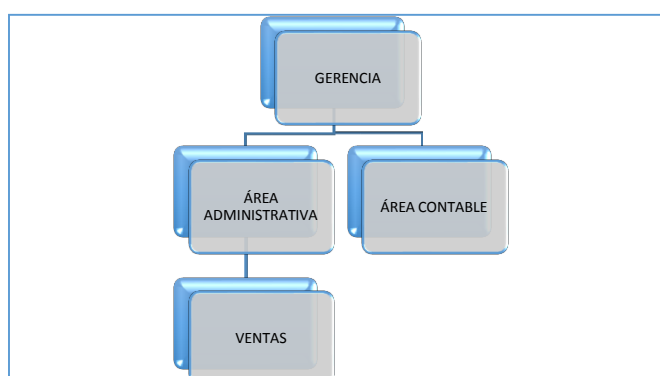 GERENCIA
ÁREA
ADMINISTRATIVA
ÁREA CONTABLE
VENTAS